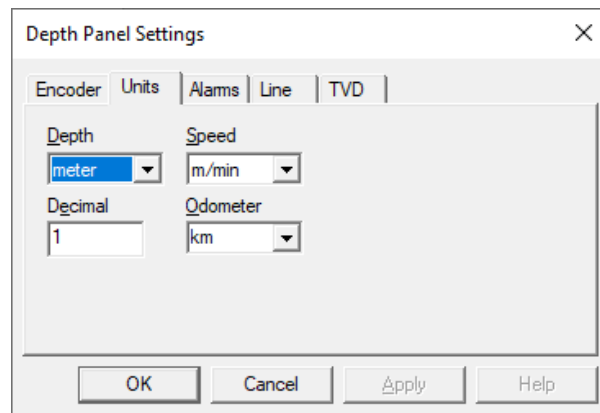 Depth Panel Settings
Encoder Units Alarms Line TVD
Depth Speed
meter m/min
Decimal Odometer
1 km
OK Cancel Apply Help